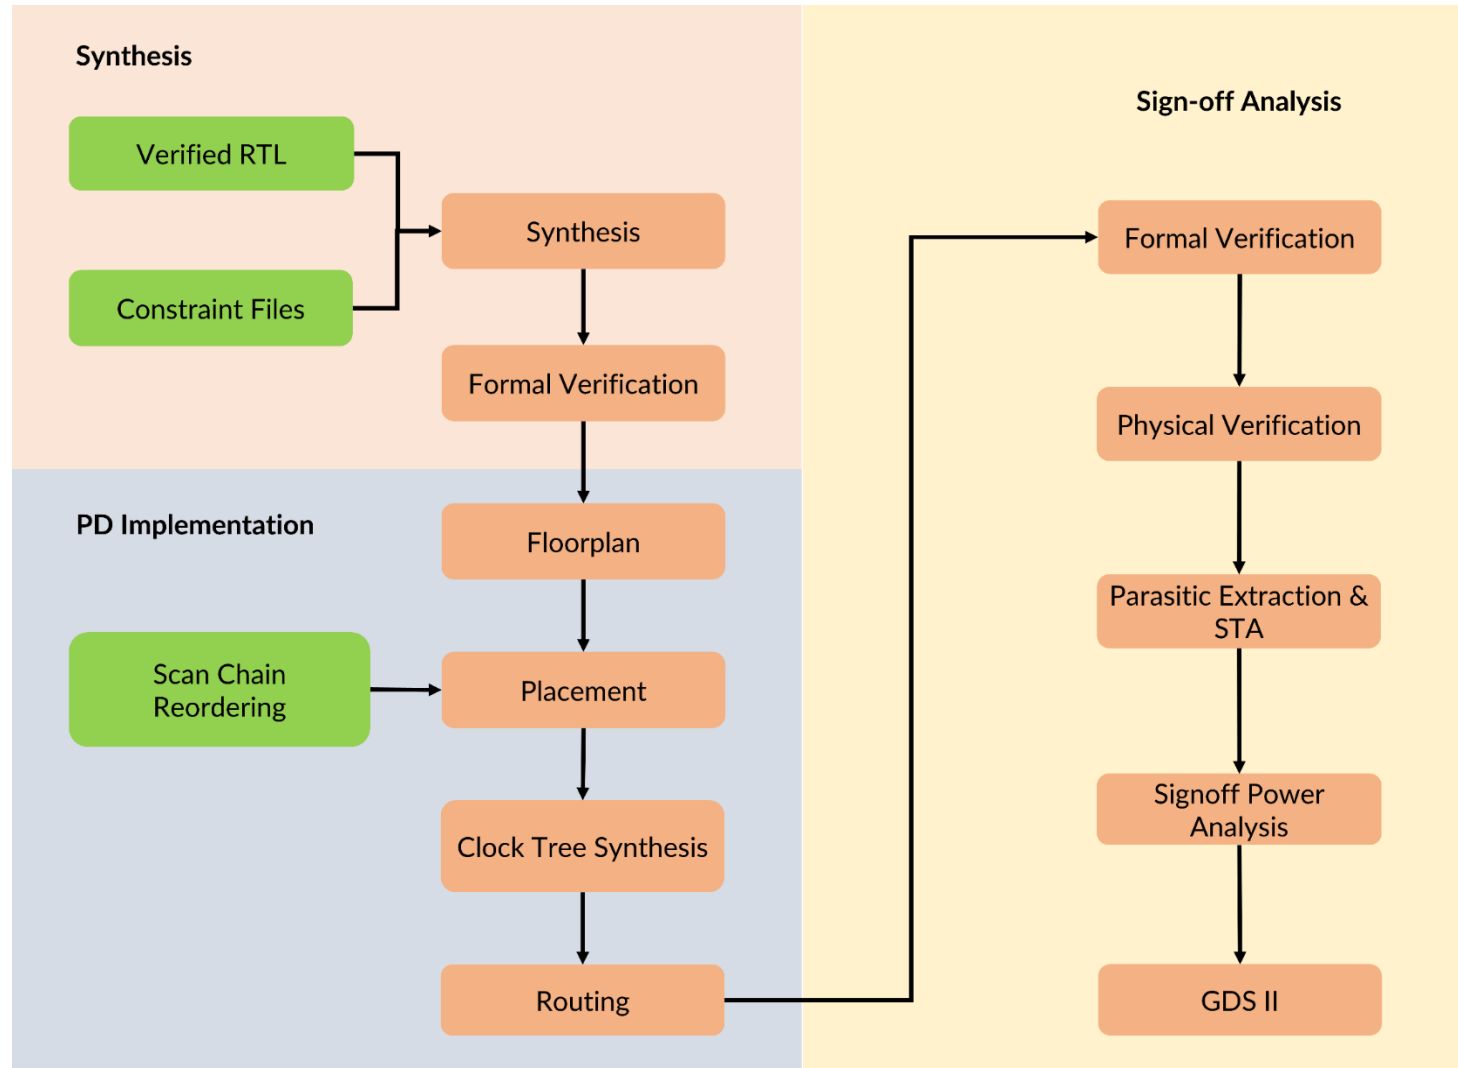 Synthesis
Verified RTL
Constraint Files
Synthesis
Formal Verification
PD Implementation
Floorplan
Scan Chain
Reordering
Placement
Clock Tree Synthesis
Routing
Sign-off Analysis
Formal Verification
Physical Verification
Parasitic Extraction &
STA
Signoff Power
Analysis
GDS II